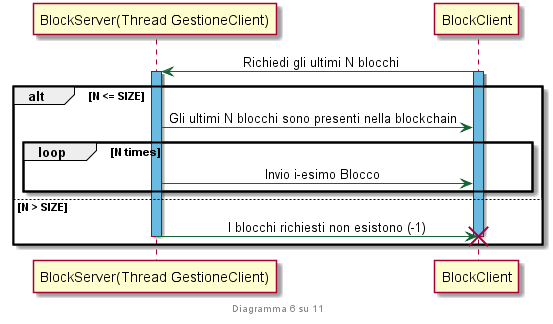 BlockServer(Thread GestioneClient)
BlockClient
Richiedi gli ultimi N blocchi
alt
[N <= SIZE]
Gli ultimi N blocchi sono presenti nella blockchain
loop
[N times]
Invio i-esimo Blocco
[N > SIZE]
I blocchi richiesti non esistono (-1)
BlockServer(Thread GestioneClient)
BlockClient
Diagramma 6 su 11